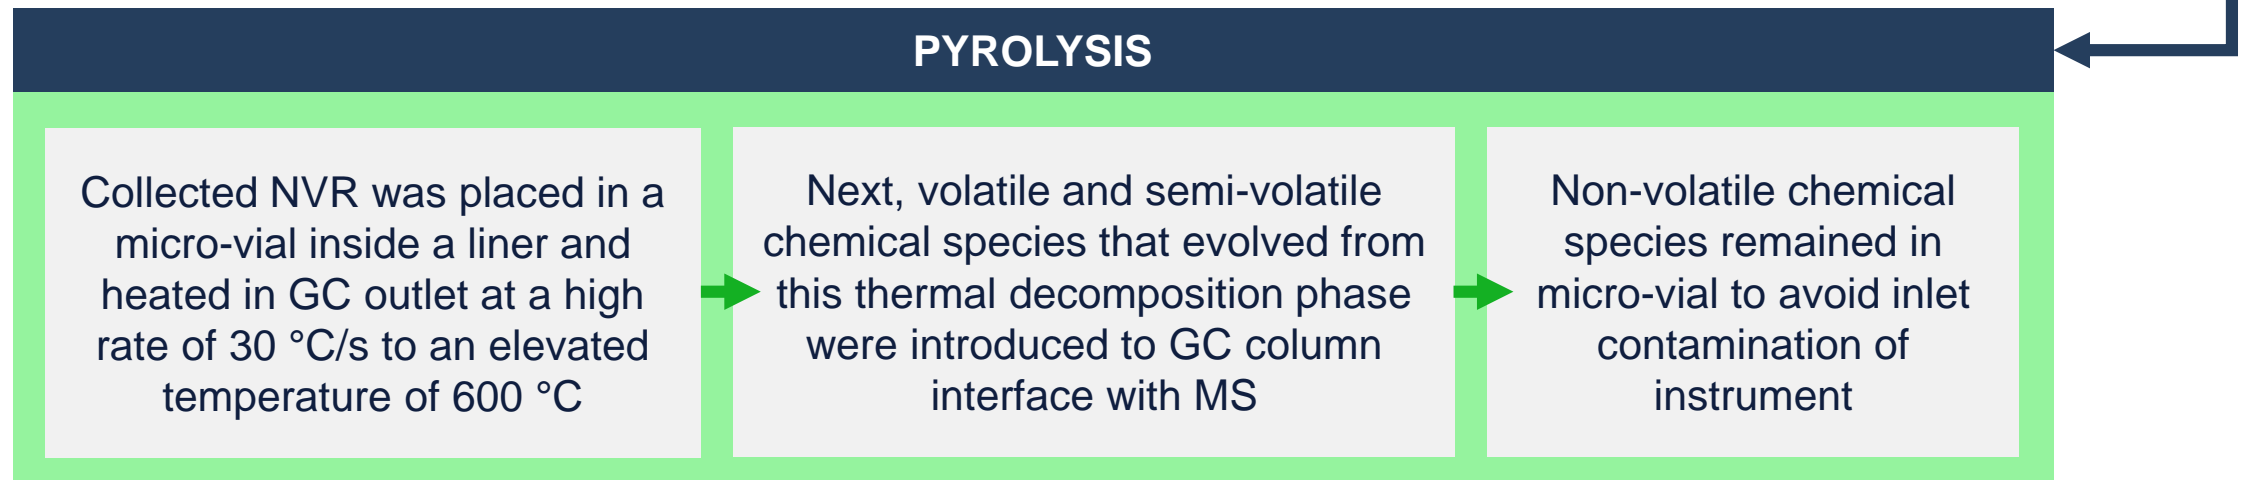 PYROLYSIS
Collected NVR was placed in a
micro-vial inside a liner and
heated in GC outlet at a high
rate of 30 °C/s to an elevated
temperature of 600 °C
Next, volatile and semi-volatile
chemical species that evolved from
this thermal decomposition phase
were introduced to GC column
interface with MS
Non-volatile chemical
species remained in
micro-vial to avoid inlet
contamination of
instrument